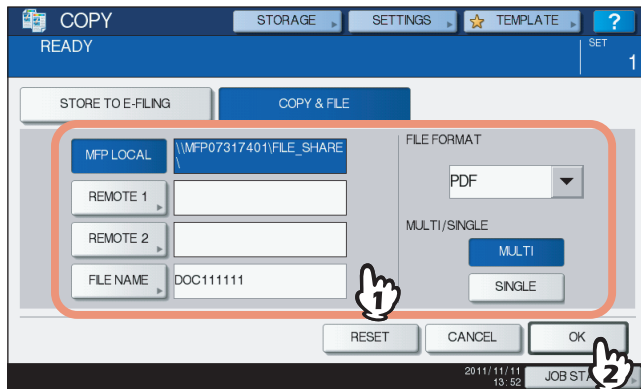 COPY
STORAGE
SETTINGS
TEMPLATE
?
READY
SET
1
STORE TO E-FILING
COPY & FILE
MFP LOCAL
\\MFP07317401\FILE_SHARE
\
REMOTE 1
REMOTE 2
FILE NAME
DOC111111
FILE FORMAT
PDF
MULTI/SINGLE
MULTI
SINGLE
1
RESET
CANCEL
OK
2
2011/11/11
13:52
JOB STA